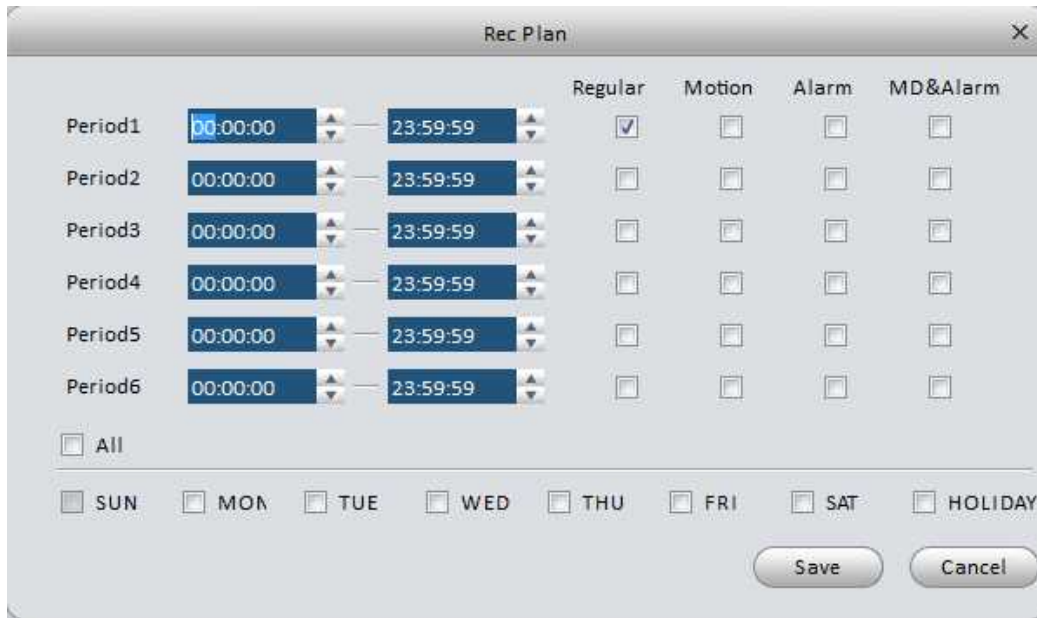 Rec Plan
Regular Motion Alarm MD&Alarm
Period1 00:00:00 23:59:59
Period2 00:00:00 23:59:59
Period3 00:00:00 23:59:59
Period4 00:00:00 23:59:59
Period5 00:00:00 23:59:59
Period6 00:00:00 23:59:59
All
SUN MON TUE WED THU FRI SAT HOLIDAY
Save Cancel